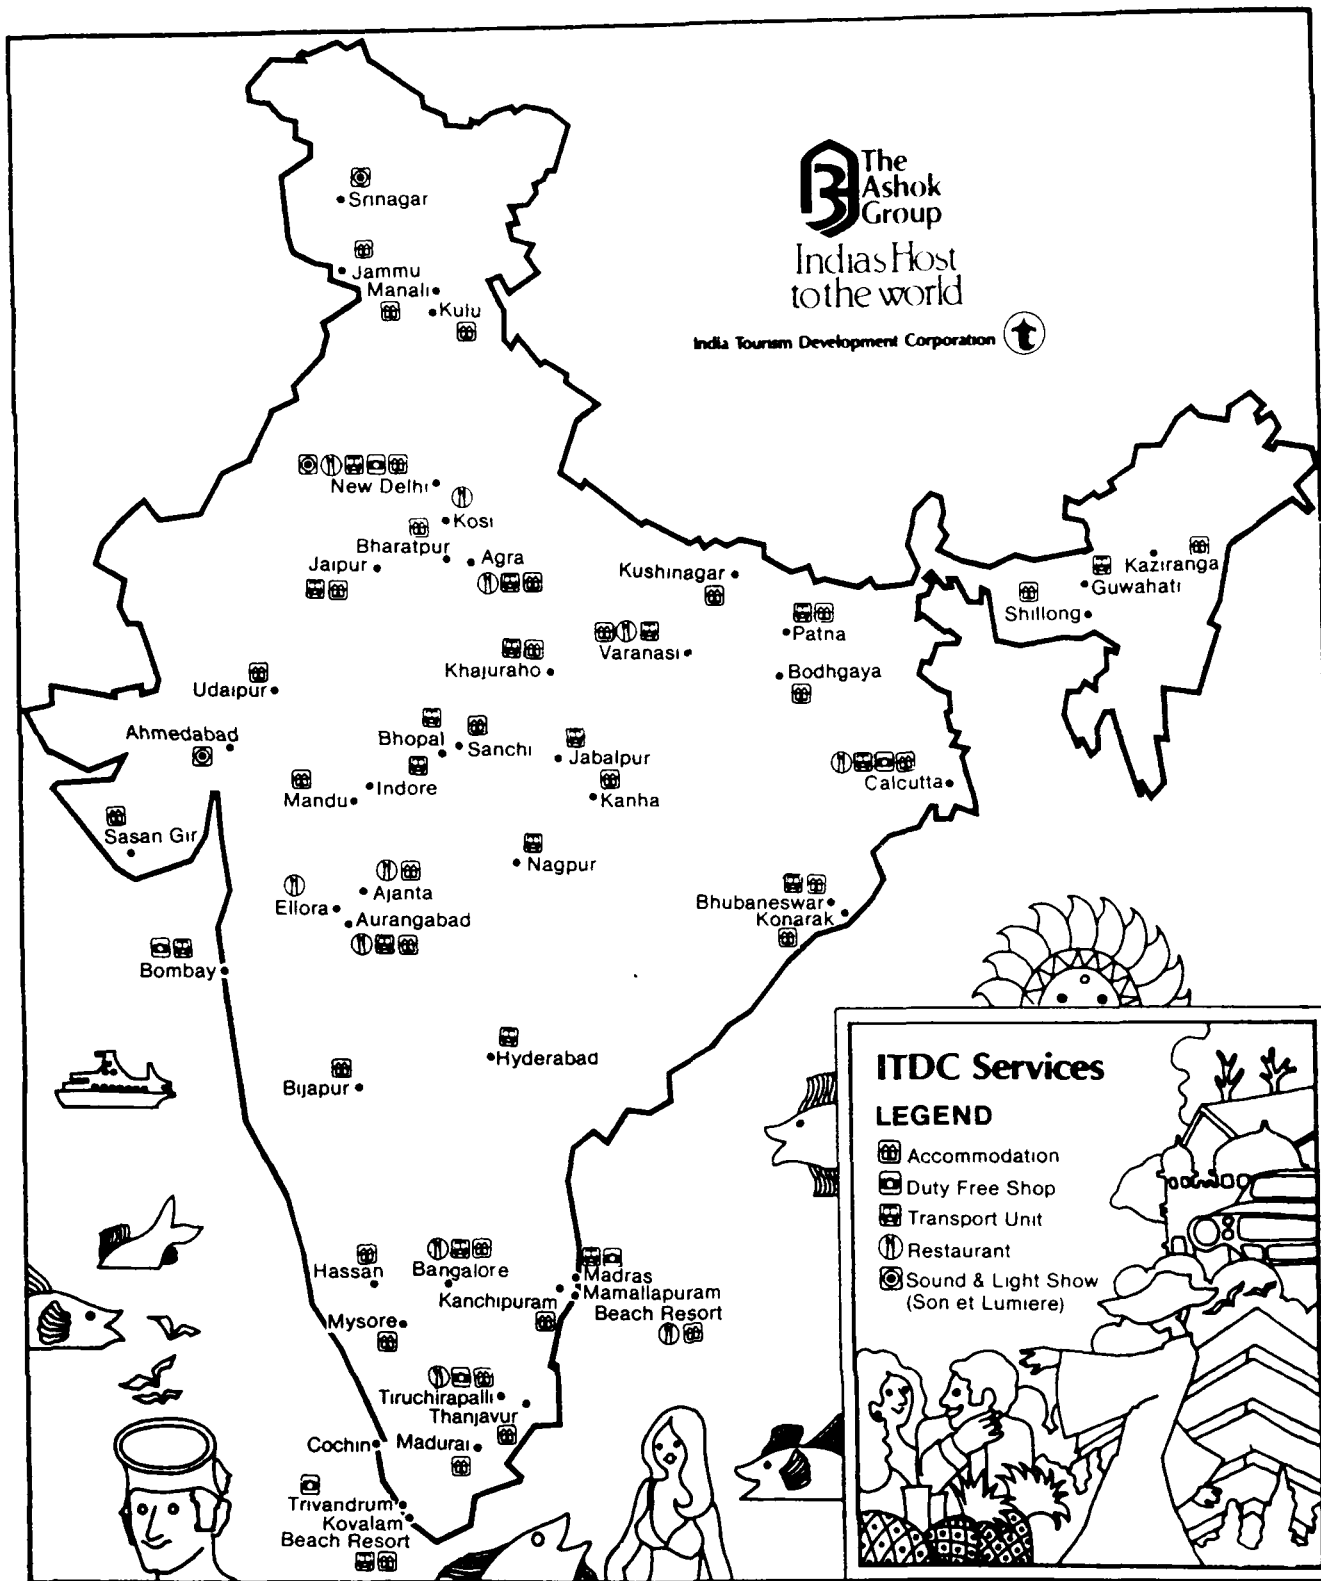 The
Ashok
Group
Indias Host
to the world
India Tourism Development Corporation
Srinagar
Jammu
Manali
Kulu
New Delhi
Kosi
Bharatpur
Agra
Jaipur
Kushinagar
Kaziranga
Guwahati
Shillong
Patna
Varanasi
Khajuraho
Bodhgaya
Udaipur
Ahmedabad
Bhopal
Sanchi
Jabalpur
Calcutta
Indore
Mandu
Kanha
Sasan Gir
Nagpur
Ajanta
Ellora
Aurangabad
Bhubaneswar
Konarak
Bombay
Hyderabad
Bijapur
Hassan
Bangalore
Madras
Kanchipuram
Mamallapuram
Beach Resort
Mysore
Tiruchirapalli
Thanjavur
Cochin
Madurai
Trivandrum
Kovalam
Beach Resort
ITDC Services
LEGEND
Accommodation
Duty Free Shop
Transport Unit
Restaurant
Sound & Light Show
(Son et Lumiere)